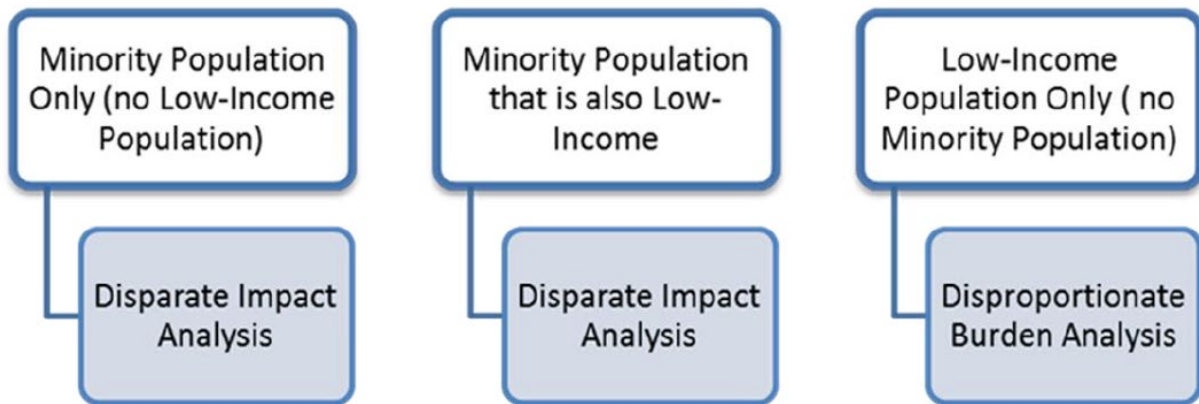 Minority Population
Only (no Low-Income
Population)
Disparate Impact
Analysis
Minority Population
that is also Low-
Income
Disparate Impact
Analysis
Low-Income
Population Only ( no
Minority Population)
Disproportionate
Burden Analysis